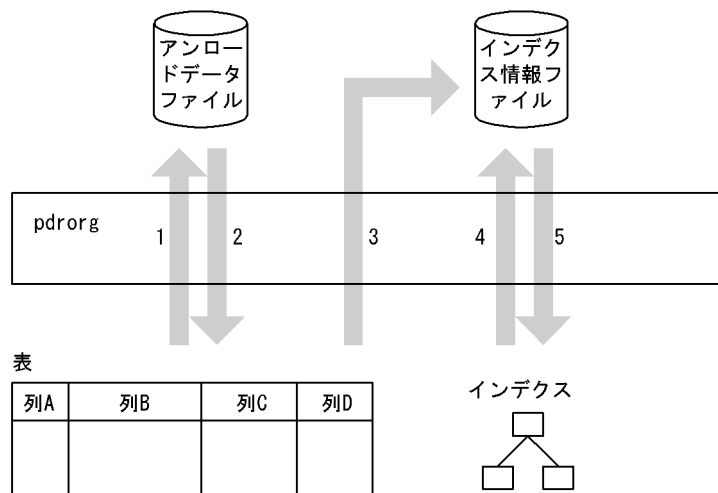 アンロー
ドデータ
ファイル
インデク
ス情報フ
ァイル
pdrorg 1 2 3 4 5
表
列A 列B 列C 列D
インデクス